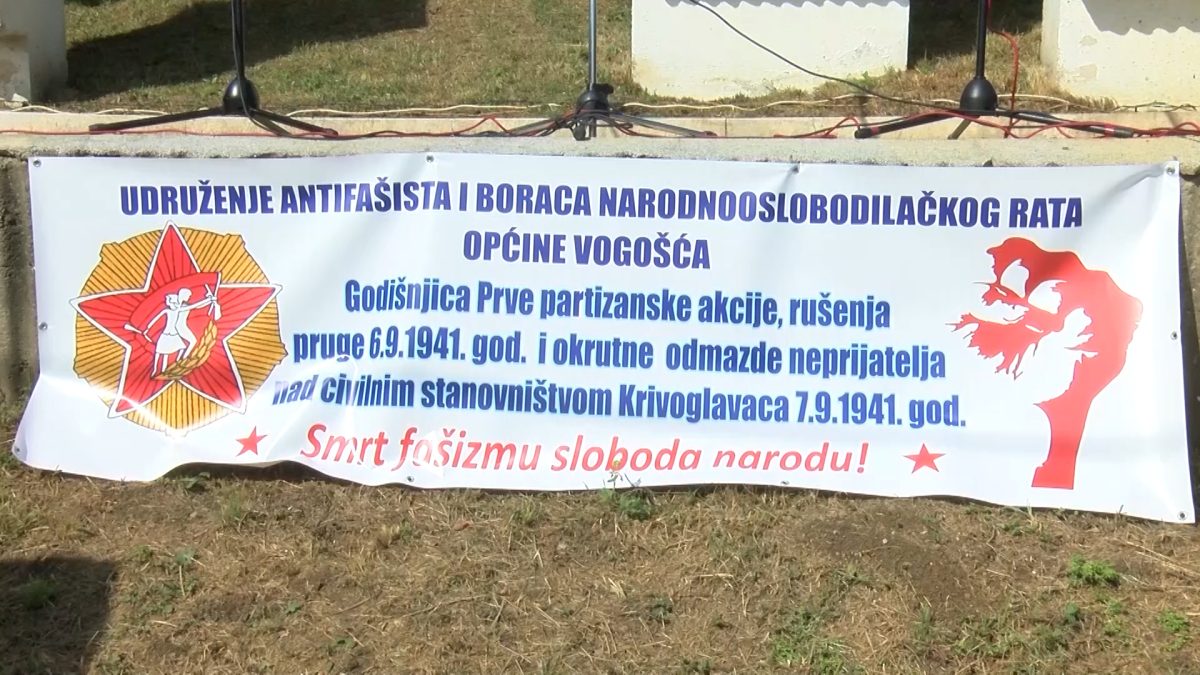 UDRUŽENJE ANTIFAŠISTA I BORACA NARODNOOSLOBODILAČKOG RATA
OPĆINE VOGOŠĆA
Godišnjica Prve partizanske akcije, rušenja
pruge 6.9.1941. god. i okrutne odmazde neprijatelja
nad civilnim stanovništvom Krivoglavaca 7.9.1941. god.
Smrt fašizmu sloboda narodu!